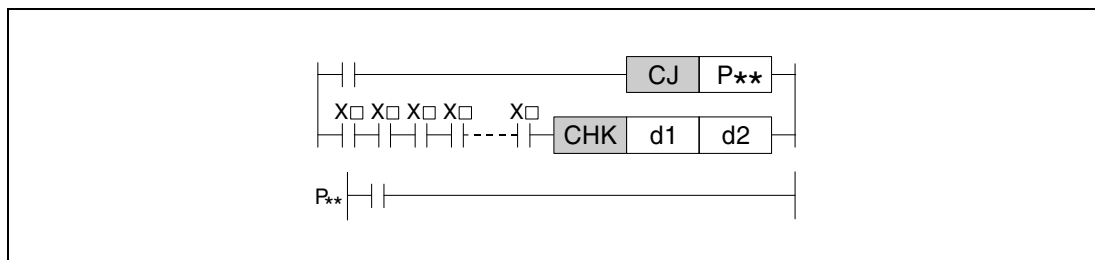 CJ P**
X□ X□ X□ X□ X□
CHK d1 d2
P**